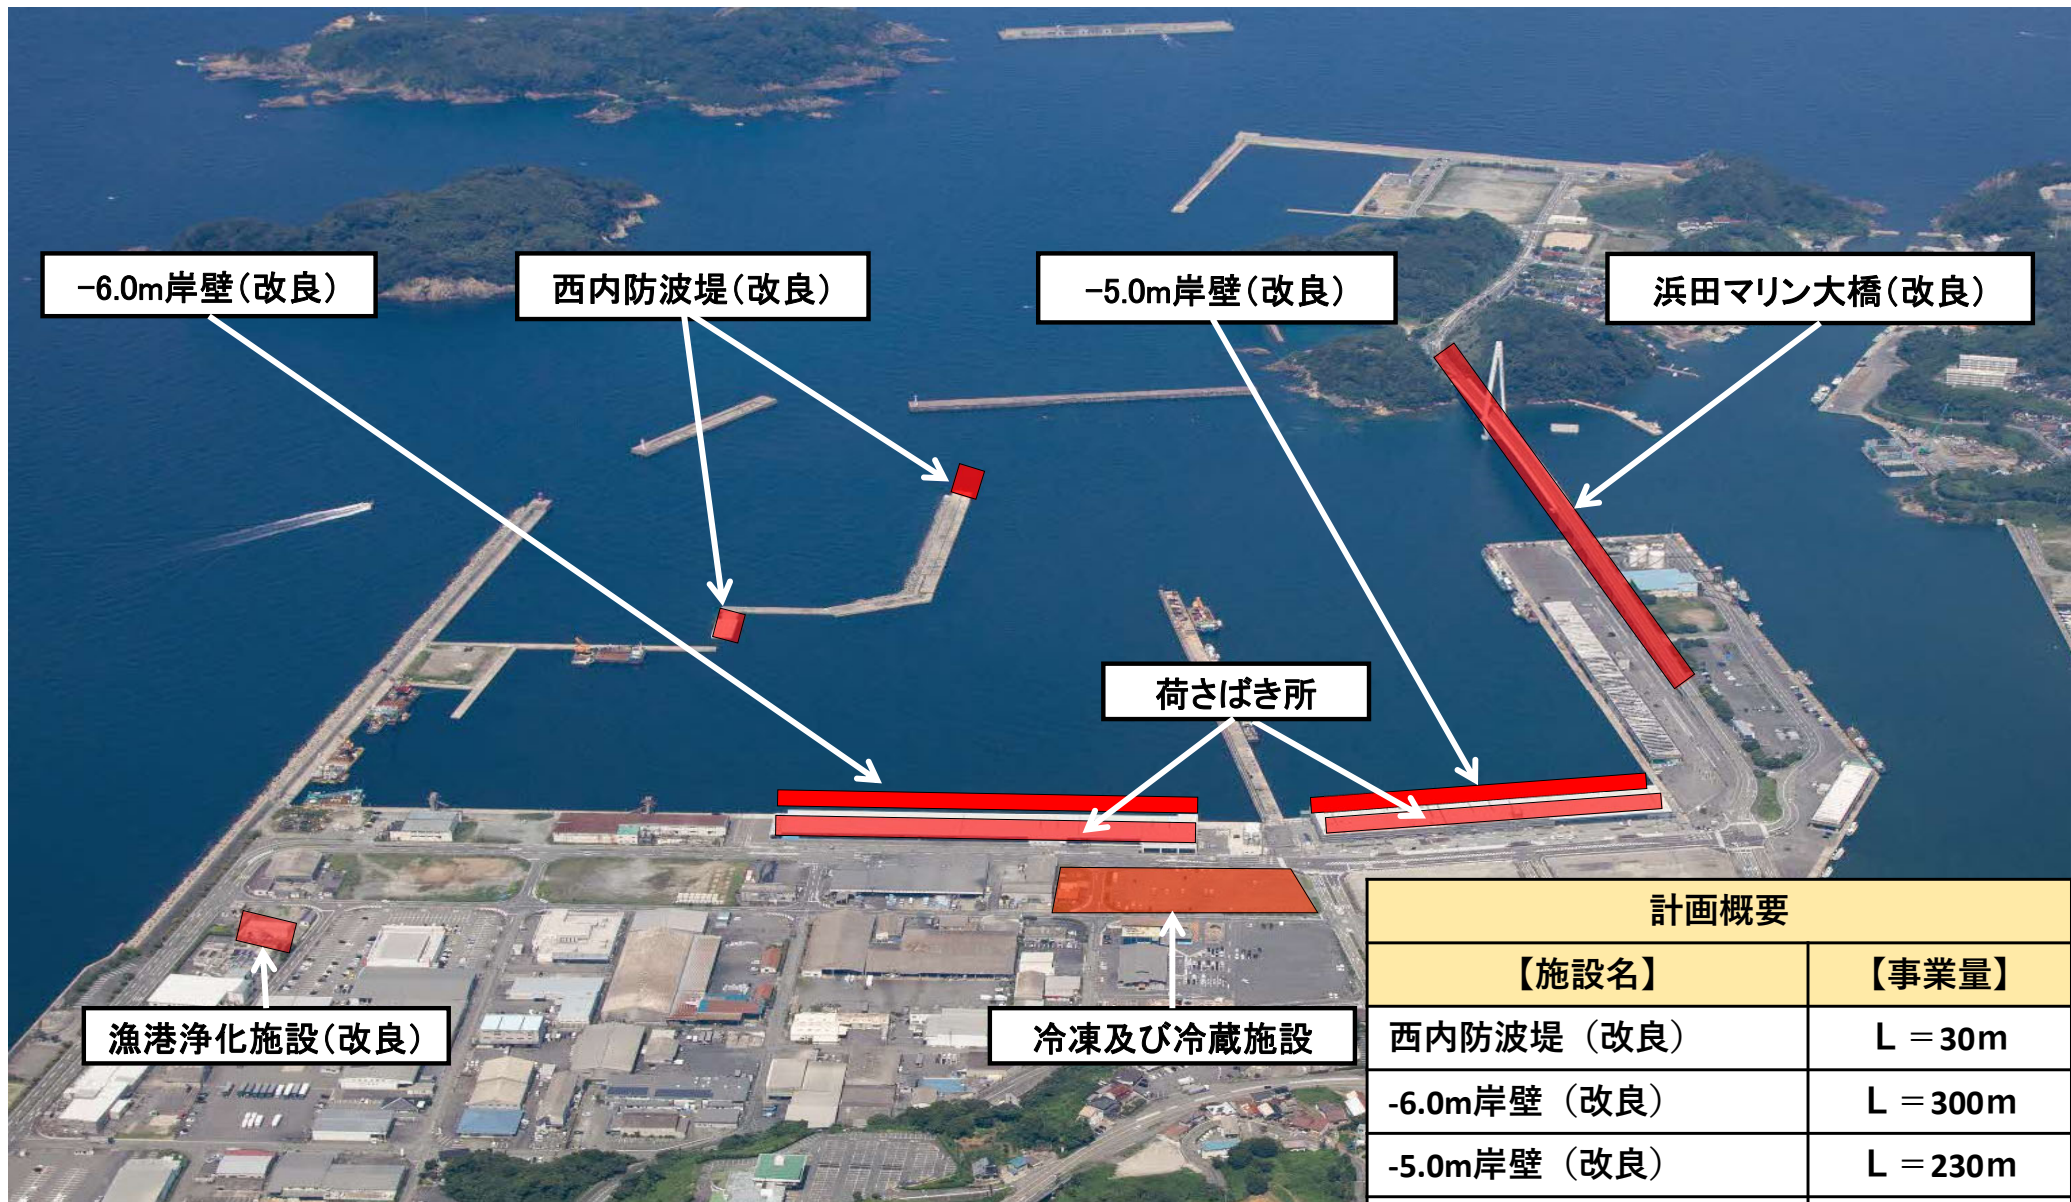 -6.0m岸壁(改良)
西内防波堤(改良)
-5.0m岸壁(改良)
浜田マリン大橋(改良)
荷さばき所
漁港浄化施設(改良)
冷凍及び冷蔵施設
計画概要
【施設名】 【事業量】
西内防波堤（改良） L＝30m
-6.0m岸壁（改良） L＝300m
-5.0m岸壁（改良） L＝230m